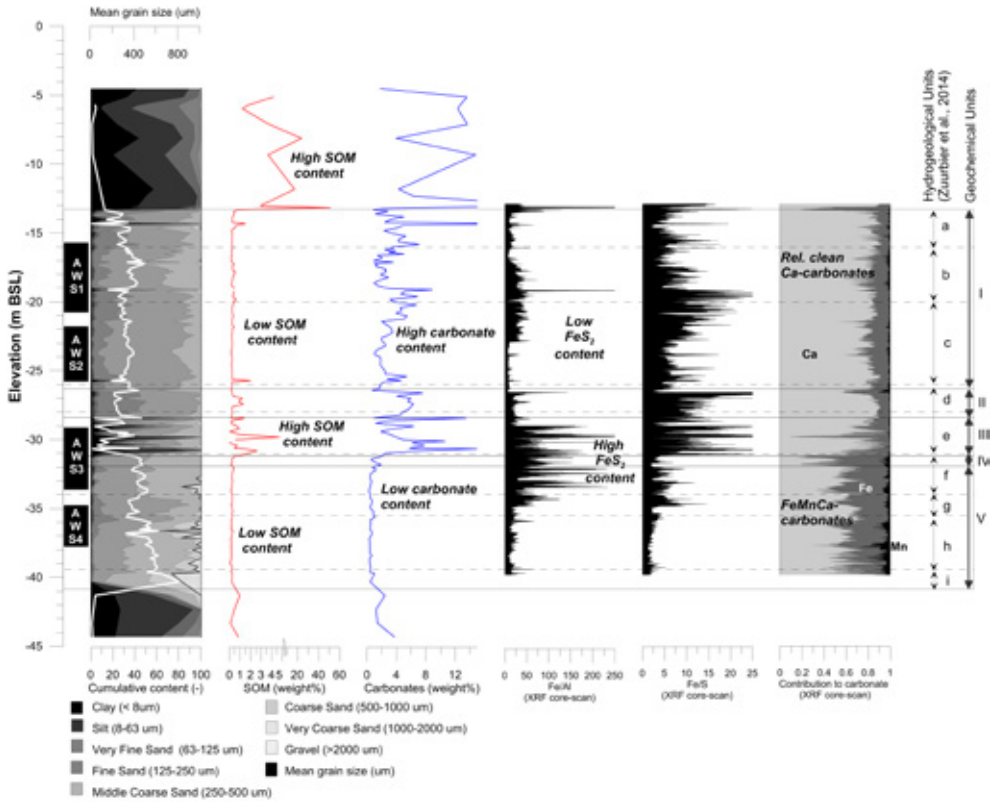 Mean grain size (um)
0 400 800
Elevation (m BSL)
0
-5
-10
-15
-20
-25
-30
-35
-40
-45
AWS1
AWS2
AWS3
AWS4
High SOM
content
Low SOM
content
High SOM
content
Low SOM
content
High carbonate
content
Low carbonate
content
Low
FeS2
content
High
FeS2
content
Rel. clean
Ca-carbonates
Ca
Fe
FeMnCa-
carbonates
Mn
Hydrogeological Units
(Zuurbier et al., 2014)
Geochemical Units
a
b
c
d
e
f
g
h
i
I
II
III
IV
V
0 20 40 60 80 100
Cumulative content (-)
0 1 2 3 4 5 20 40 60
SOM (weight%)
0 4 8 12
Carbonates (weight%)
0 50 100 150 200 250
Fe/Al
(XRF core-scan)
0 5 10 15 20 25
Fe/S
(XRF core-scan)
0 0.2 0.4 0.6 0.8 1
Contribution to carbonate
(XRF core-scan)
Clay (< 8um)
Silt (8-63 um)
Very Fine Sand (63-125 um)
Fine Sand (125-250 um)
Middle Coarse Sand (250-500 um)
Coarse Sand (500-1000 um)
Very Coarse Sand (1000-2000 um)
Gravel (>2000 um)
Mean grain size (um)